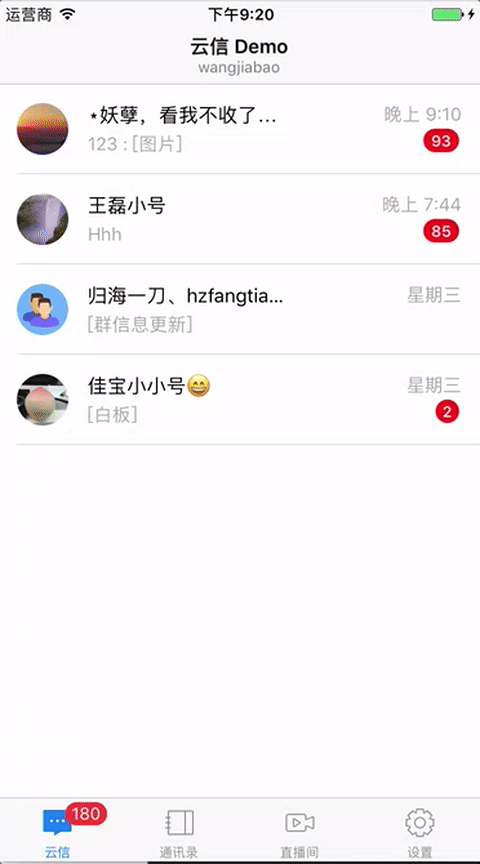 运营商 下午9:20
云信 Demo
wangjiabao
⋆妖孽，看我不收了... 晚上 9:10
123 : [图片] 93
王磊小号 晚上 7:44
Hhh 85
归海一刀、hzfangtia... 星期三
[群信息更新]
佳宝小小号😄 星期三
[白板] 2
180
云信 通讯录 直播间 设置